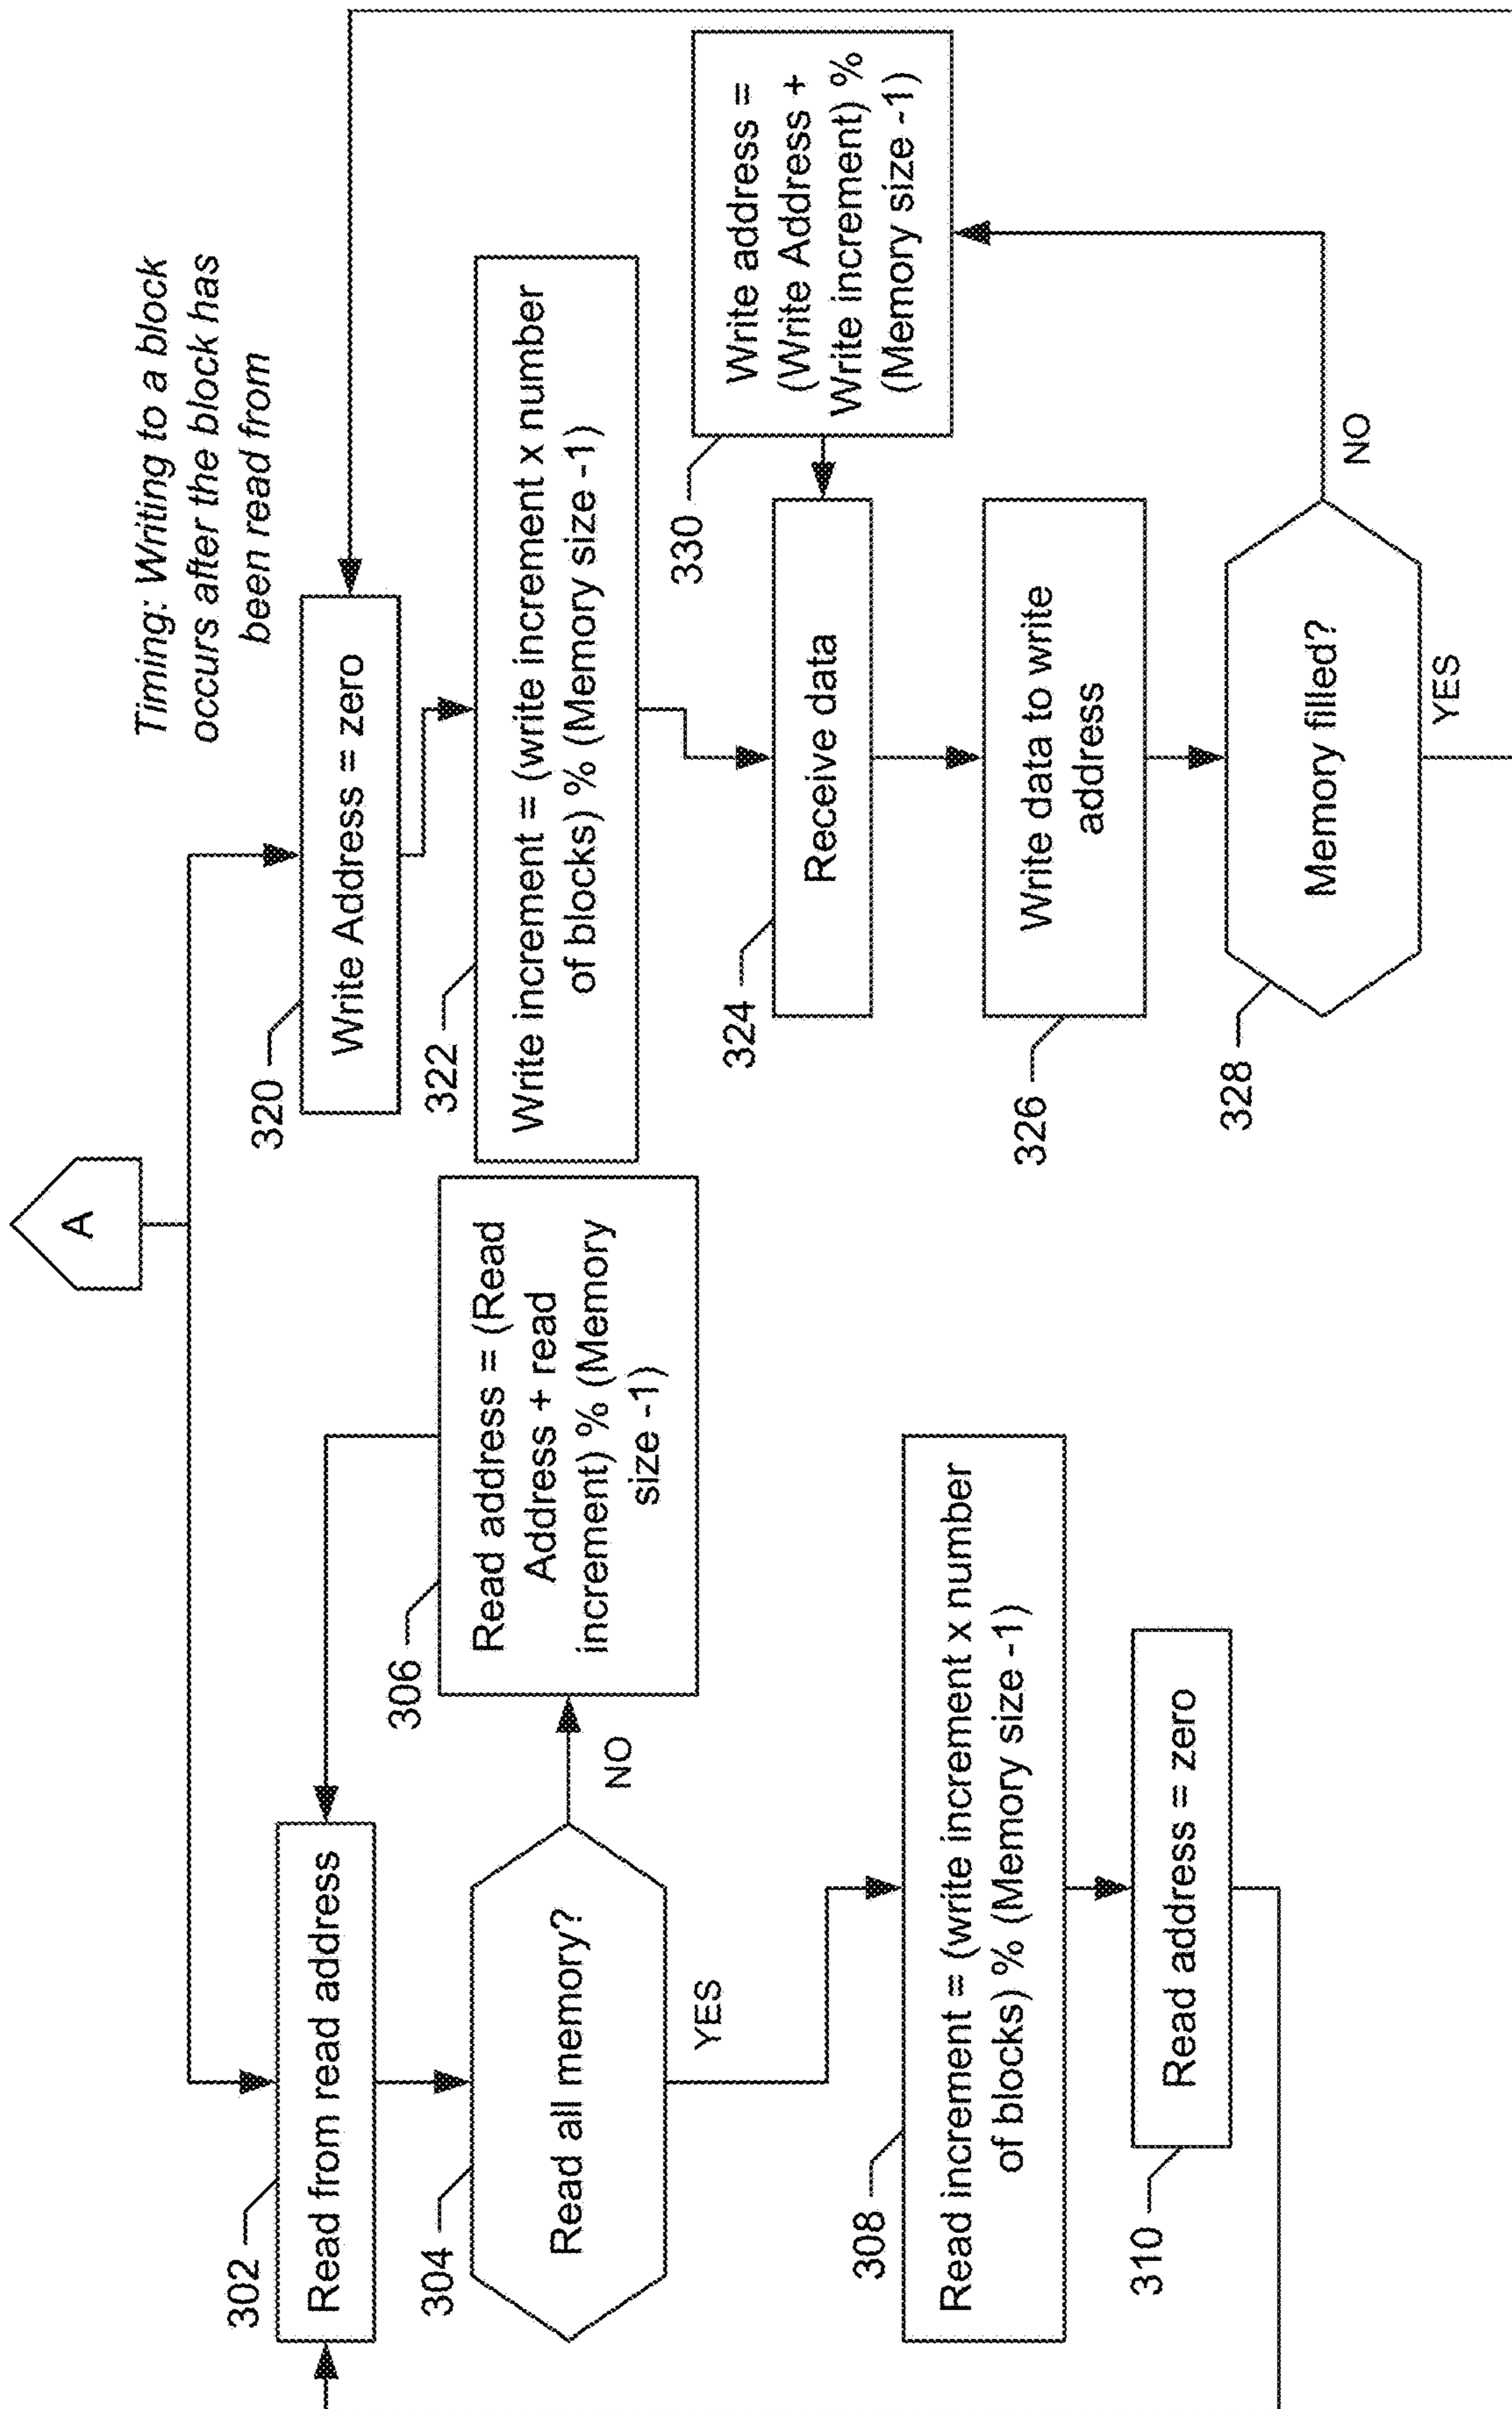 A
Timing: Writing to a block
occurs after the block has
been read from
302
Read from read address
304
Read all memory?
NO
YES
306
Read address = (Read
Address + read
increment) % (Memory
size -1)
308
Read increment = (write increment x number
of blocks) % (Memory size -1)
310
Read address = zero
320
Write Address = zero
322
Write increment = (write increment x number
of blocks) % (Memory size -1)
324
Receive data
326
Write data to write
address
328
Memory filled?
NO
YES
330
Write address =
(Write Address +
Write increment) %
(Memory size -1)